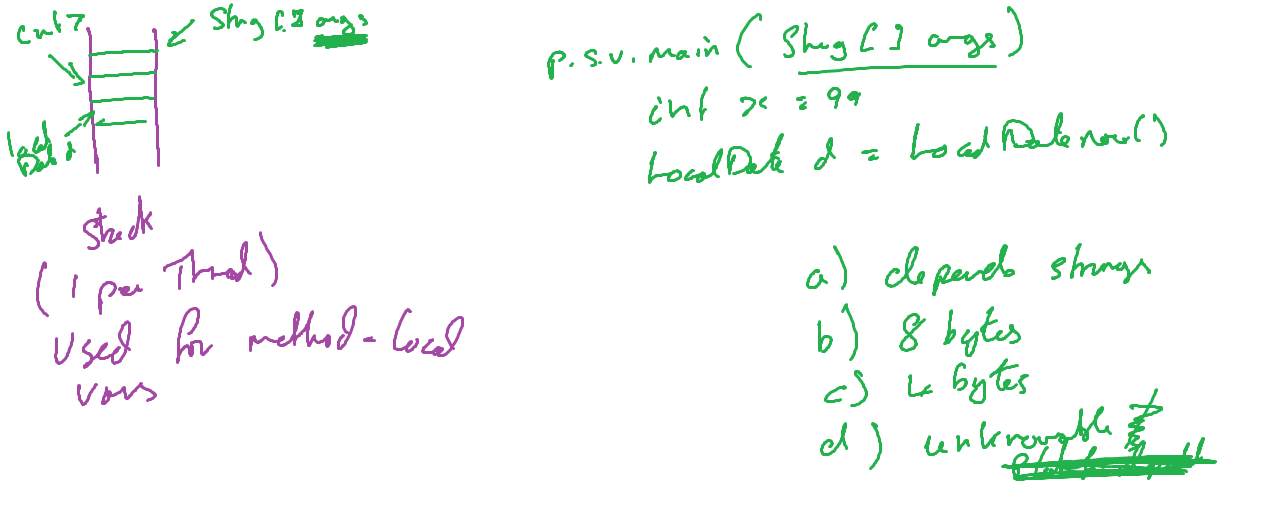 String [] args
int x
Local
Date d
Stack
(1 per Thread)
Used for method-local
vars
p.s.v. main (String [] args)
int x = 99
LocalDate d = LocalDate now()
a) depends strings
b) 8 bytes
c) 4 bytes
d) unknowable